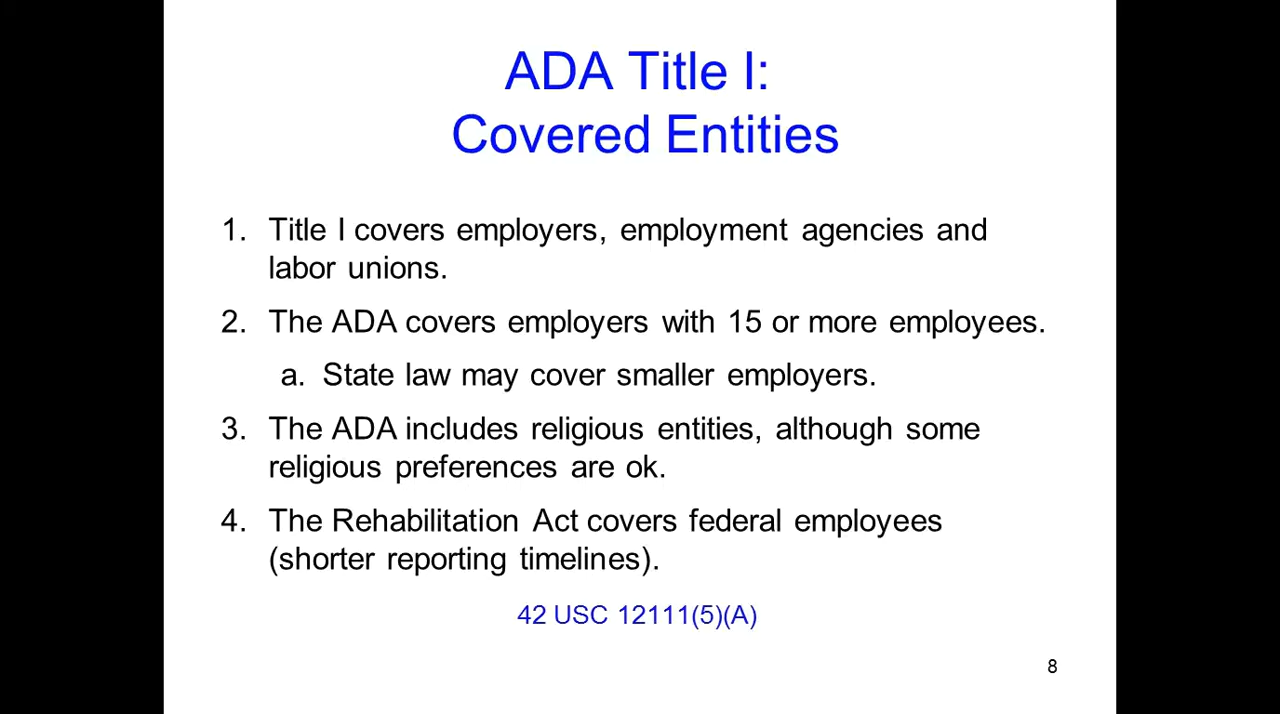 ADA Title I:
Covered Entities
1. Title I covers employers, employment agencies and
labor unions.
2. The ADA covers employers with 15 or more employees.
a. State law may cover smaller employers.
3. The ADA includes religious entities, although some
religious preferences are ok.
4. The Rehabilitation Act covers federal employees
(shorter reporting timelines).
42 USC 12111(5)(A)
8